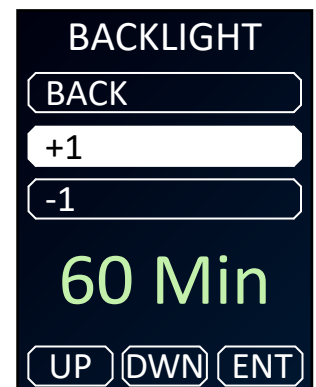 BACKLIGHT
BACK
+1
-1
60 Min
UP DWN ENT